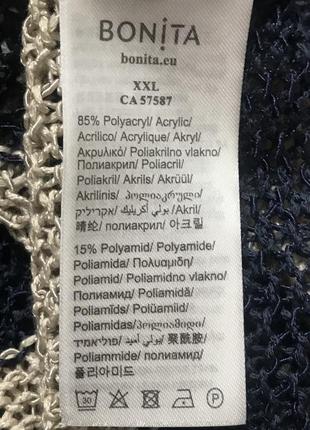 BONiTA
bonita.eu
XXL
CA 57587
85% Polyacryl/ Acrylic/
Acrilico/ Acrylique/ Akryl/
Ακρυλικό/ Poliakrilno vlakno/
Полиакрил/ Poliacril/
Poliakril/ Akrils/ Akrüül/
Akrilinis/ პოლიაკრული/
אקריליק/ بولي أكريليك/ Akril/
腈纶/ полиакрил/ 아크릴
15% Polyamid/ Polyamide/
Poliamida/ Πολυαμίδη/
Poliamid/ Poliamidno vlakno/
Полиамид/ Poliamidă/
Poliamīds/ Polüamiid/
Poliamidas/პოლიამიდი/
פוליאמיד/ بولي أميد/ 聚酰胺/
Poliammide/ полиамид/
폴리아미드
30
P